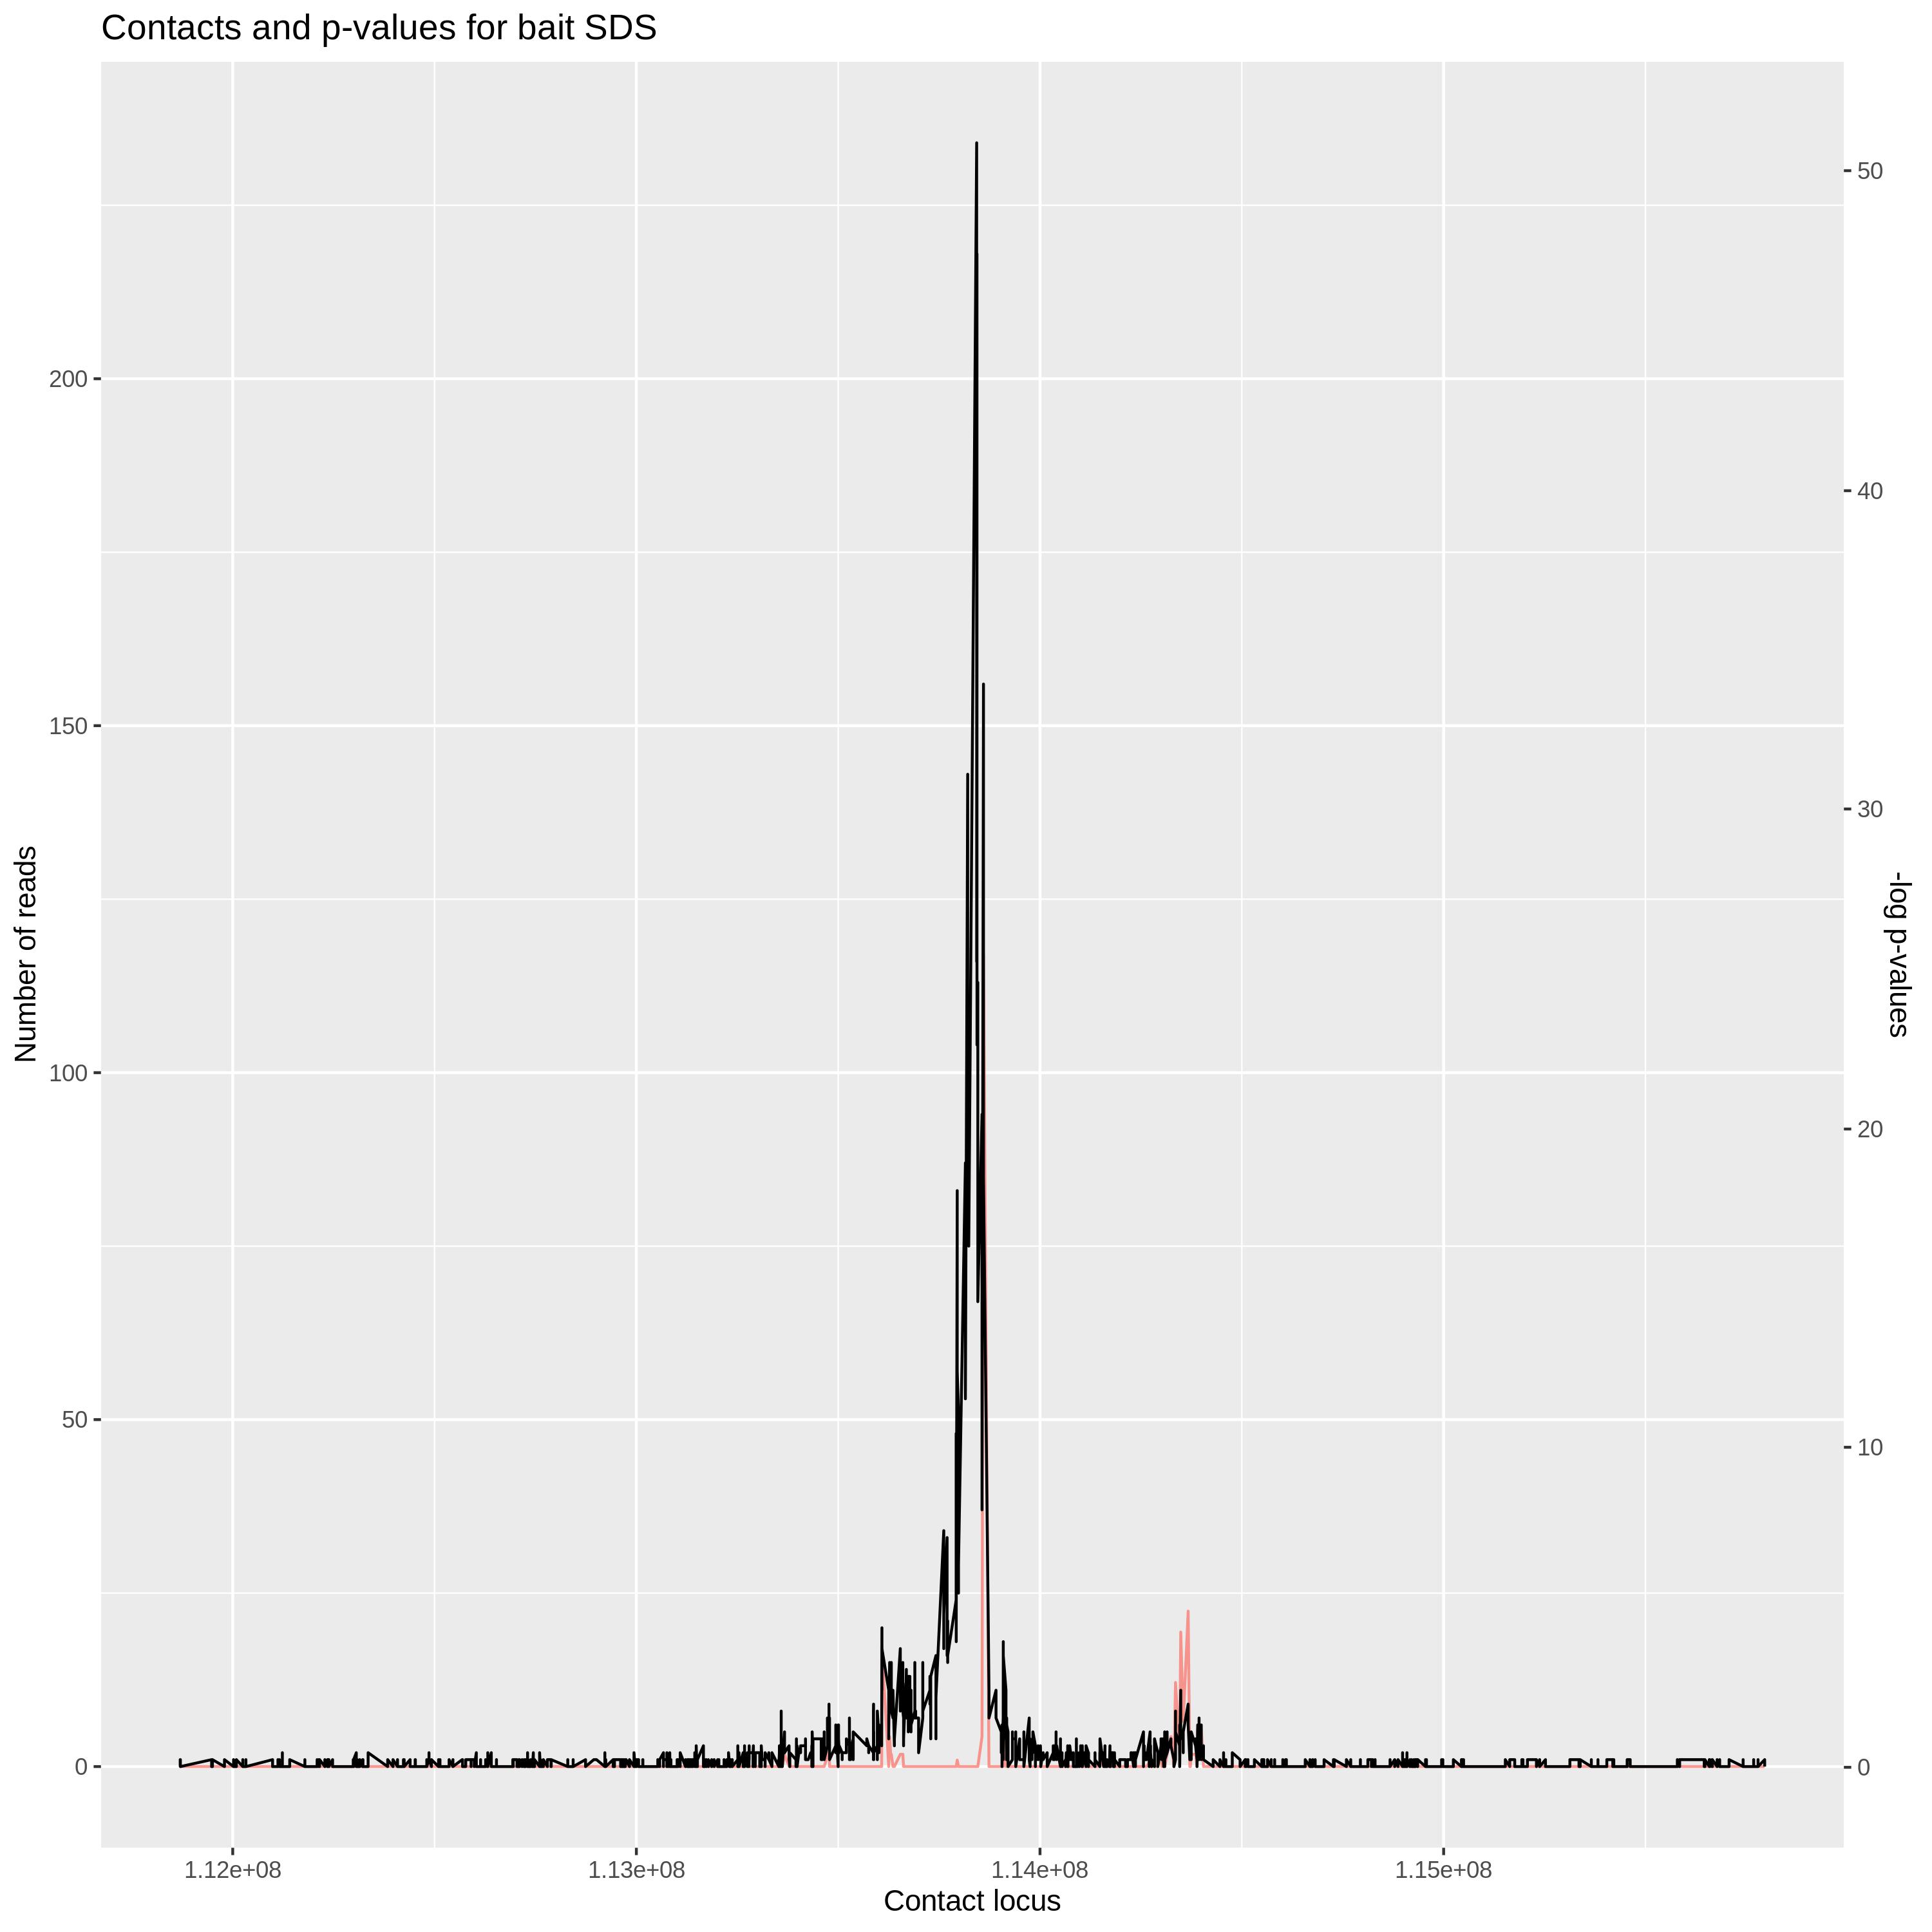 Contacts and p-values for bait SDS
200
150
100
50
0
Number of reads
50
40
30
20
10
0
-log p-values
1.12e+08 1.13e+08 1.14e+08 1.15e+08
Contact locus